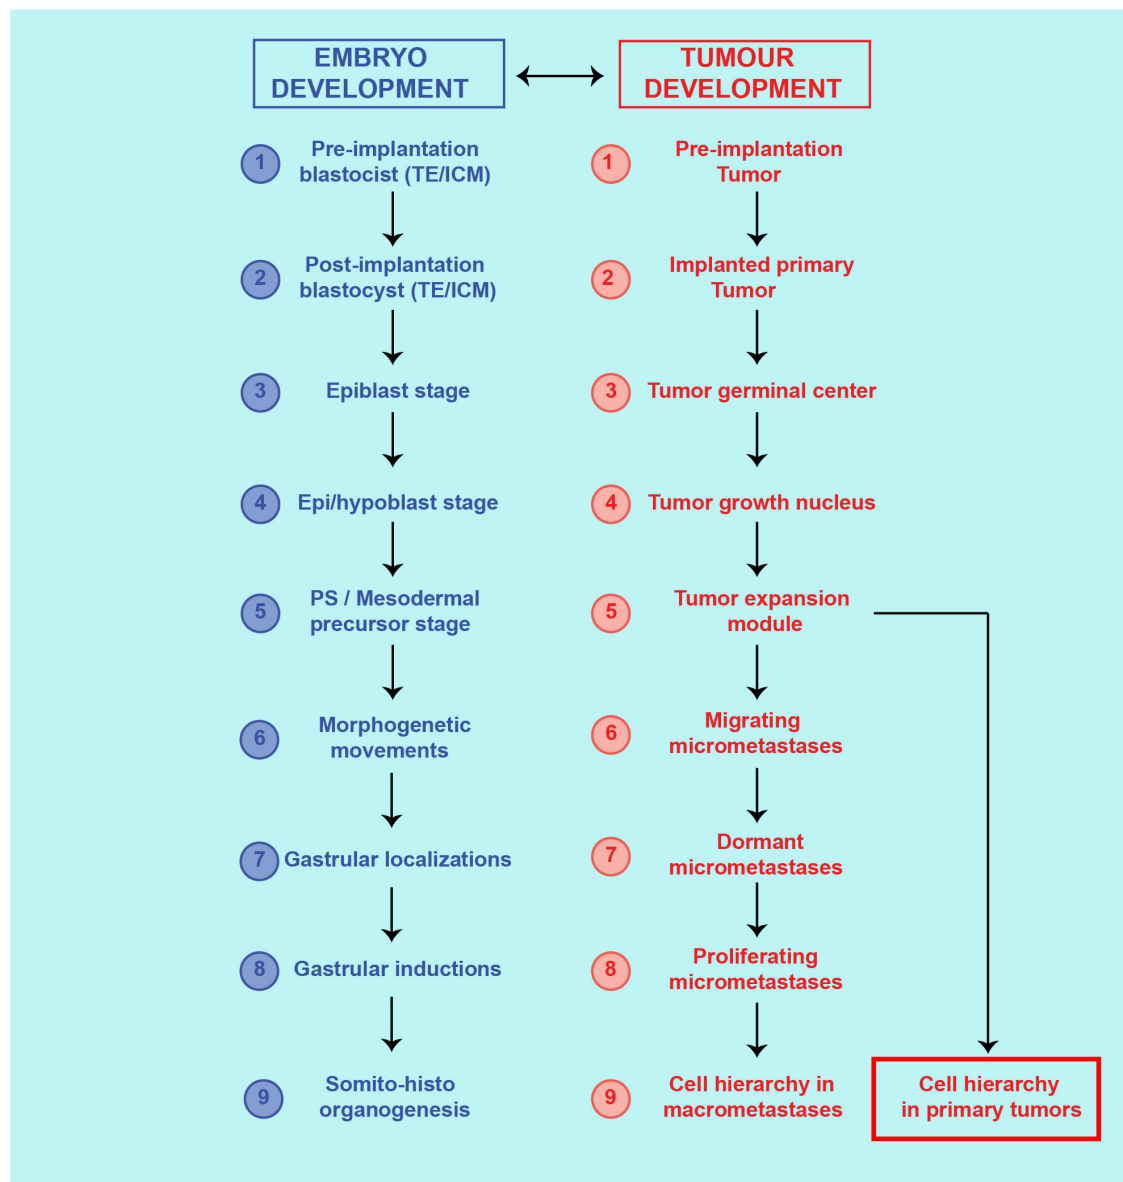 EMBRYO
DEVELOPMENT
TUMOUR
DEVELOPMENT
1
Pre-implantation
blastocist (TE/ICM)
2
Post-implantation
blastocyst (TE/ICM)
3
Epiblast stage
4
Epi/hypoblast stage
5
PS / Mesodermal
precursor stage
6
Morphogenetic
movements
7
Gastrular localizations
8
Gastrular inductions
9
Somito-histo
organogenesis
1
Pre-implantation
Tumor
2
Implanted primary
Tumor
3
Tumor germinal center
4
Tumor growth nucleus
5
Tumor expansion
module
6
Migrating
micrometastases
7
Dormant
micrometastases
8
Proliferating
micrometastases
9
Cell hierarchy in
macrometastases
Cell hierarchy
in primary tumors